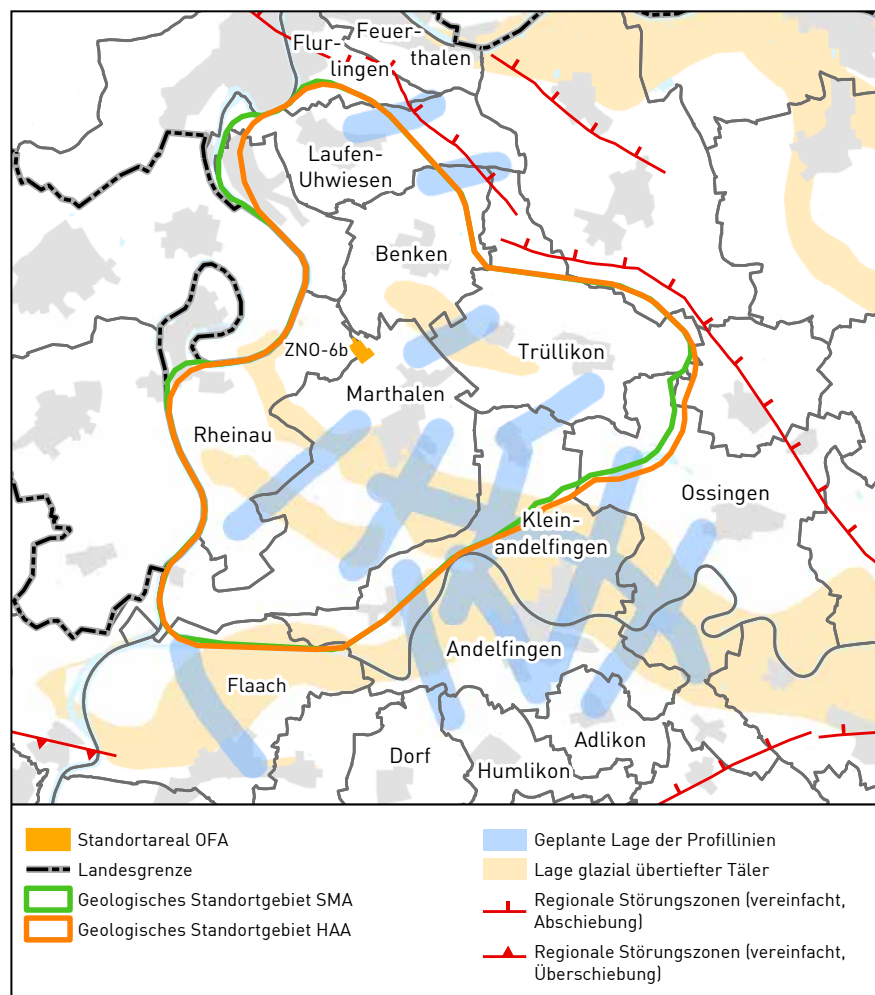 Feuer-
thalen
Flur-
lingen
Laufen-
Uhwiesen
Benken
ZNO-6b
Trüllikon
Marthalen
Rheinau
Ossingen
Klein-
andelfingen
Andelfingen
Flaach
Adlikon
Dorf
Humlikon
Standortareal OFA
Landesgrenze
Geologisches Standortgebiet SMA
Geologisches Standortgebiet HAA
Geplante Lage der Profillinien
Lage glazial übertiefter Täler
Regionale Störungszonen (vereinfacht,
Abschiebung)
Regionale Störungszonen (vereinfacht,
Überschiebung)